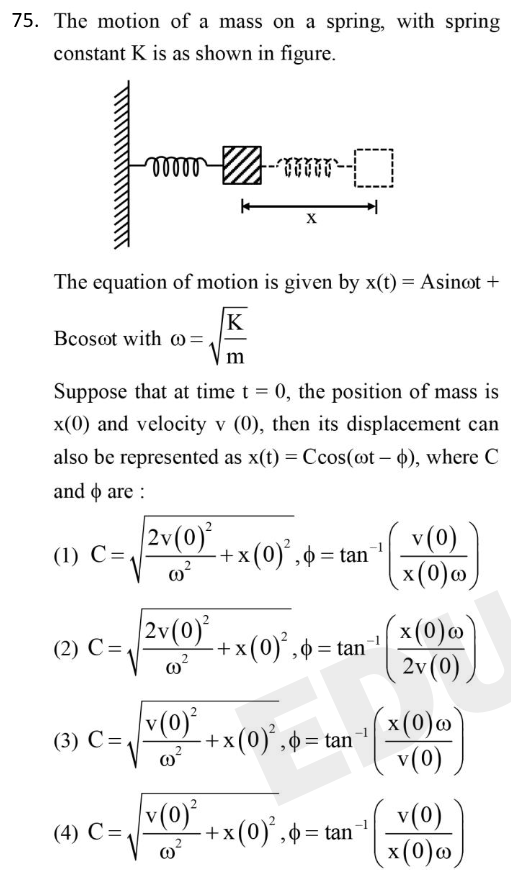 75. The motion of a mass on a spring, with spring
constant K is as shown in figure.
x
The equation of motion is given by x(t) = Asinωt +
Bcosωt with ω = √(K/m)
Suppose that at time t = 0, the position of mass is
x(0) and velocity v (0), then its displacement can
also be represented as x(t) = Ccos(ωt – ϕ), where C
and ϕ are :
(1) C = √(2v(0)²/ω² + x(0)²), ϕ = tan⁻¹(v(0)/x(0)ω)
(2) C = √(2v(0)²/ω² + x(0)²), ϕ = tan⁻¹(x(0)ω/2v(0))
(3) C = √(v(0)²/ω² + x(0)²), ϕ = tan⁻¹(x(0)ω/v(0))
(4) C = √(v(0)²/ω² + x(0)²), ϕ = tan⁻¹(v(0)/x(0)ω)
EDU